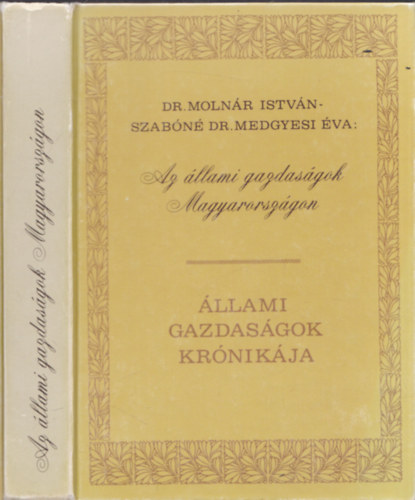 Az állami gazdaságok Magyarországon
DR. MOLNÁR ISTVÁN-
SZABÓNÉ DR. MEDGYESI ÉVA:
Az állami gazdaságok
Magyarországon
ÁLLAMI
GAZDASÁGOK
KRÓNIKÁJA